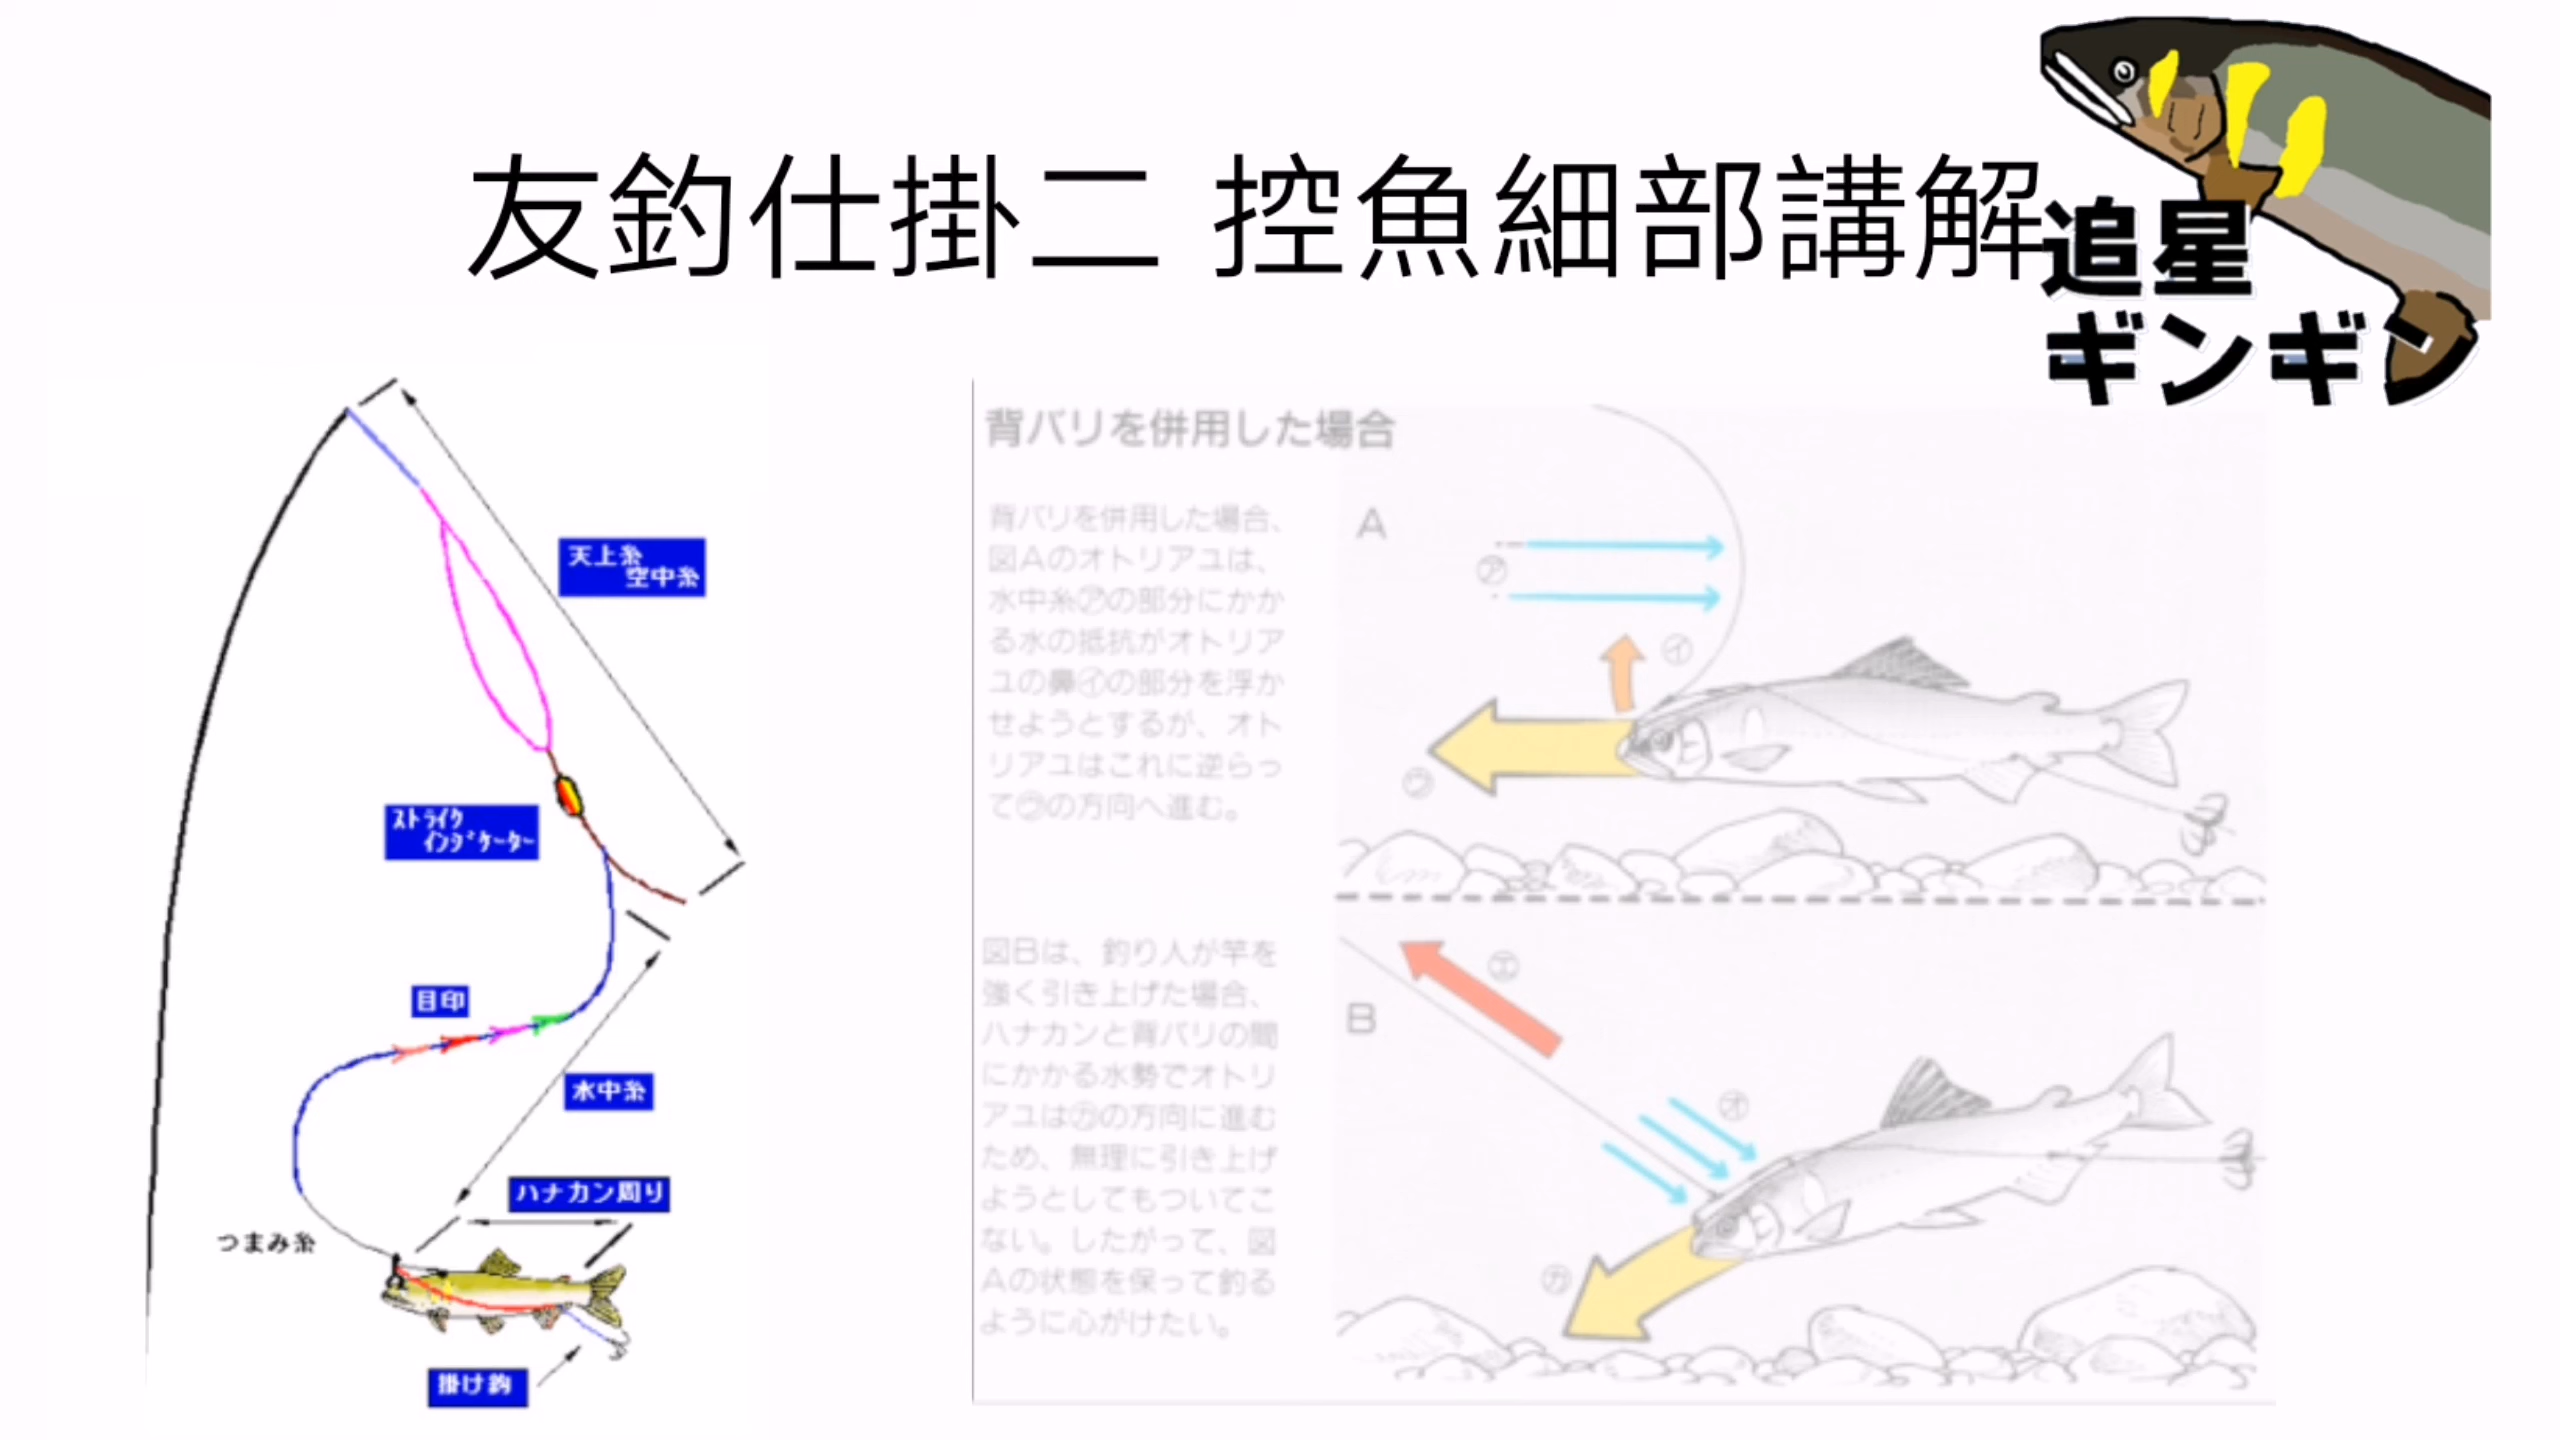 友釣仕掛二 控魚細部講解
追星
ギンギン
天上糸
空中糸
ストライク
インジケーター
目印
水中糸
ハナカン周り
つまみ糸
掛け鈎
背バリを併用した場合
背バリを併用した場合、
図Aのオトリアユは、
水中糸㋐の部分にかか
る水の抵抗がオトリア
ユの鼻㋑の部分を浮か
せようとするが、オト
リアユはこれに逆らっ
て㋒の方向へ進む。
A
㋐
㋑
㋒
図Bは、釣り人が竿を
強く引き上げた場合、
ハナカンと背バリの間
にかかる水勢でオトリ
アユは㋕の方向に進む
ため、無理に引き上げ
ようとしてもついてこ
ない。したがって、図
Aの状態を保って釣る
ように心がけたい。
B
㋓
㋔
㋕